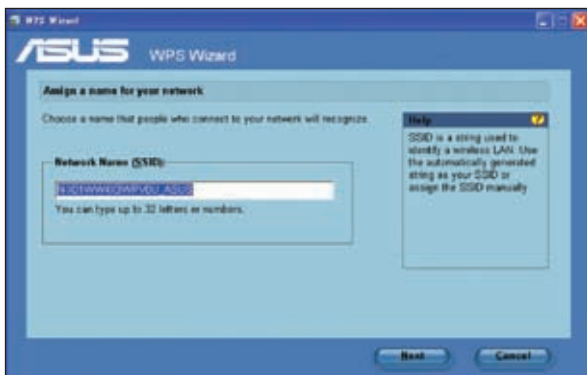 WPS Wizard
ASUS WPS Wizard
Assign a name for your network
Choose a name that people who connect to your network will recognize.
Network Name (SSID)
You can type up to 32 letters or numbers.
Help
SSID is a string used to
identify a wireless LAN. Use
the automatically generated
string as your SSID or
assign the SSID manually
Next
Cancel